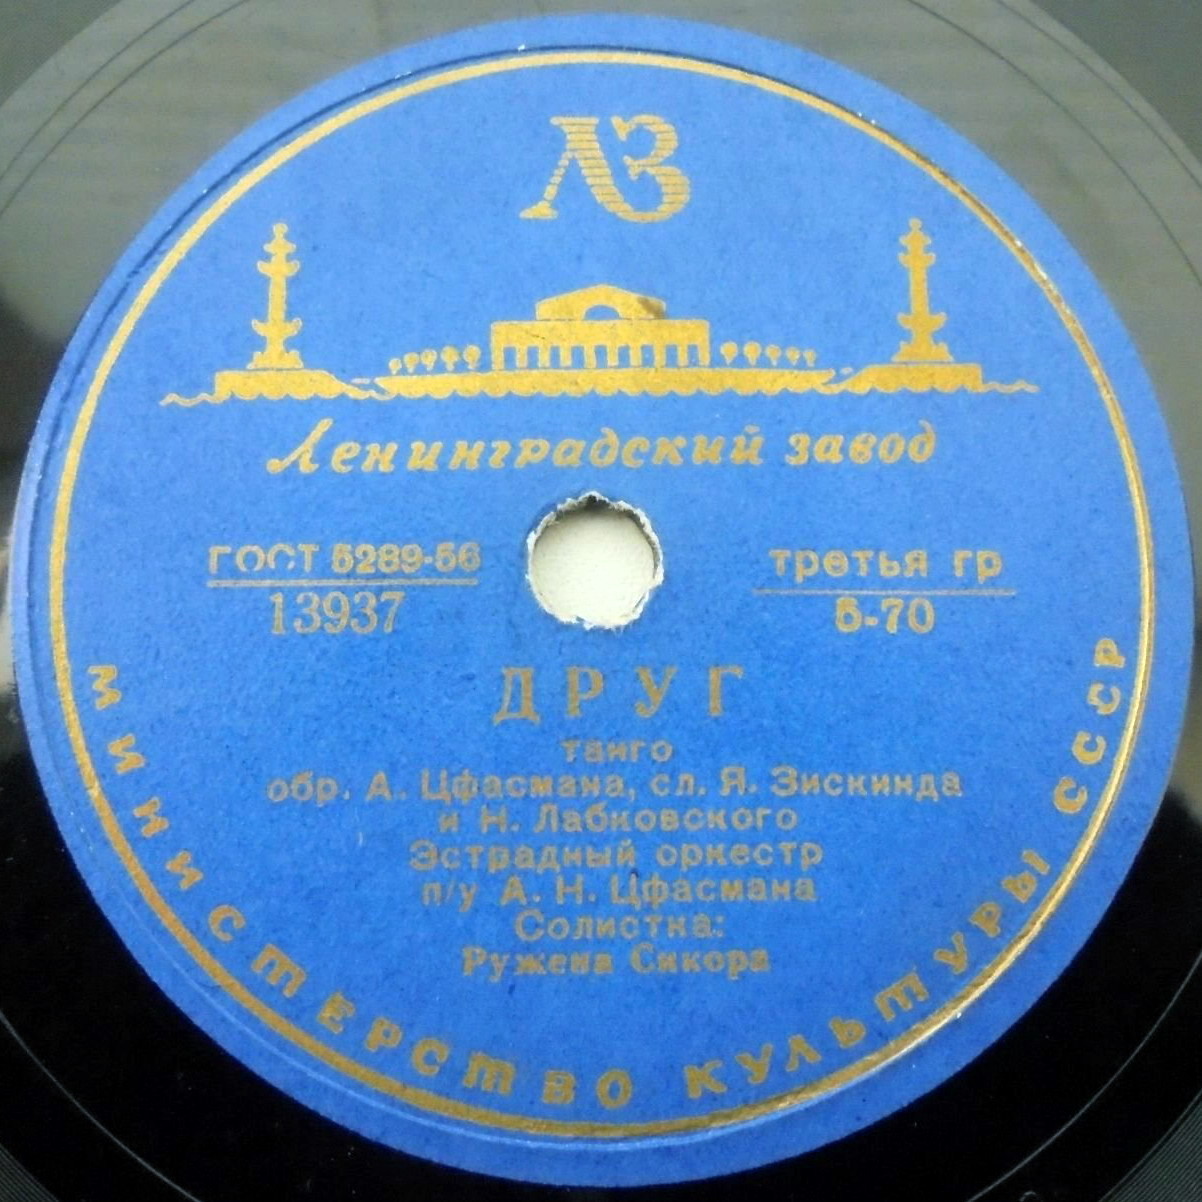 ЛЗ
Ленинградский завод
ГОСТ 5289-56
13937
третья гр
5-70
ДРУГ
танго
обр. А. Цфасмана, сл. Я. Зискинда
и Н. Лабковского
Эстрадный оркестр
п/у А. Н. Цфасмана
Солистка:
Ружена Сикора
МИНИСТЕРСТВО КУЛЬТУРЫ СССР